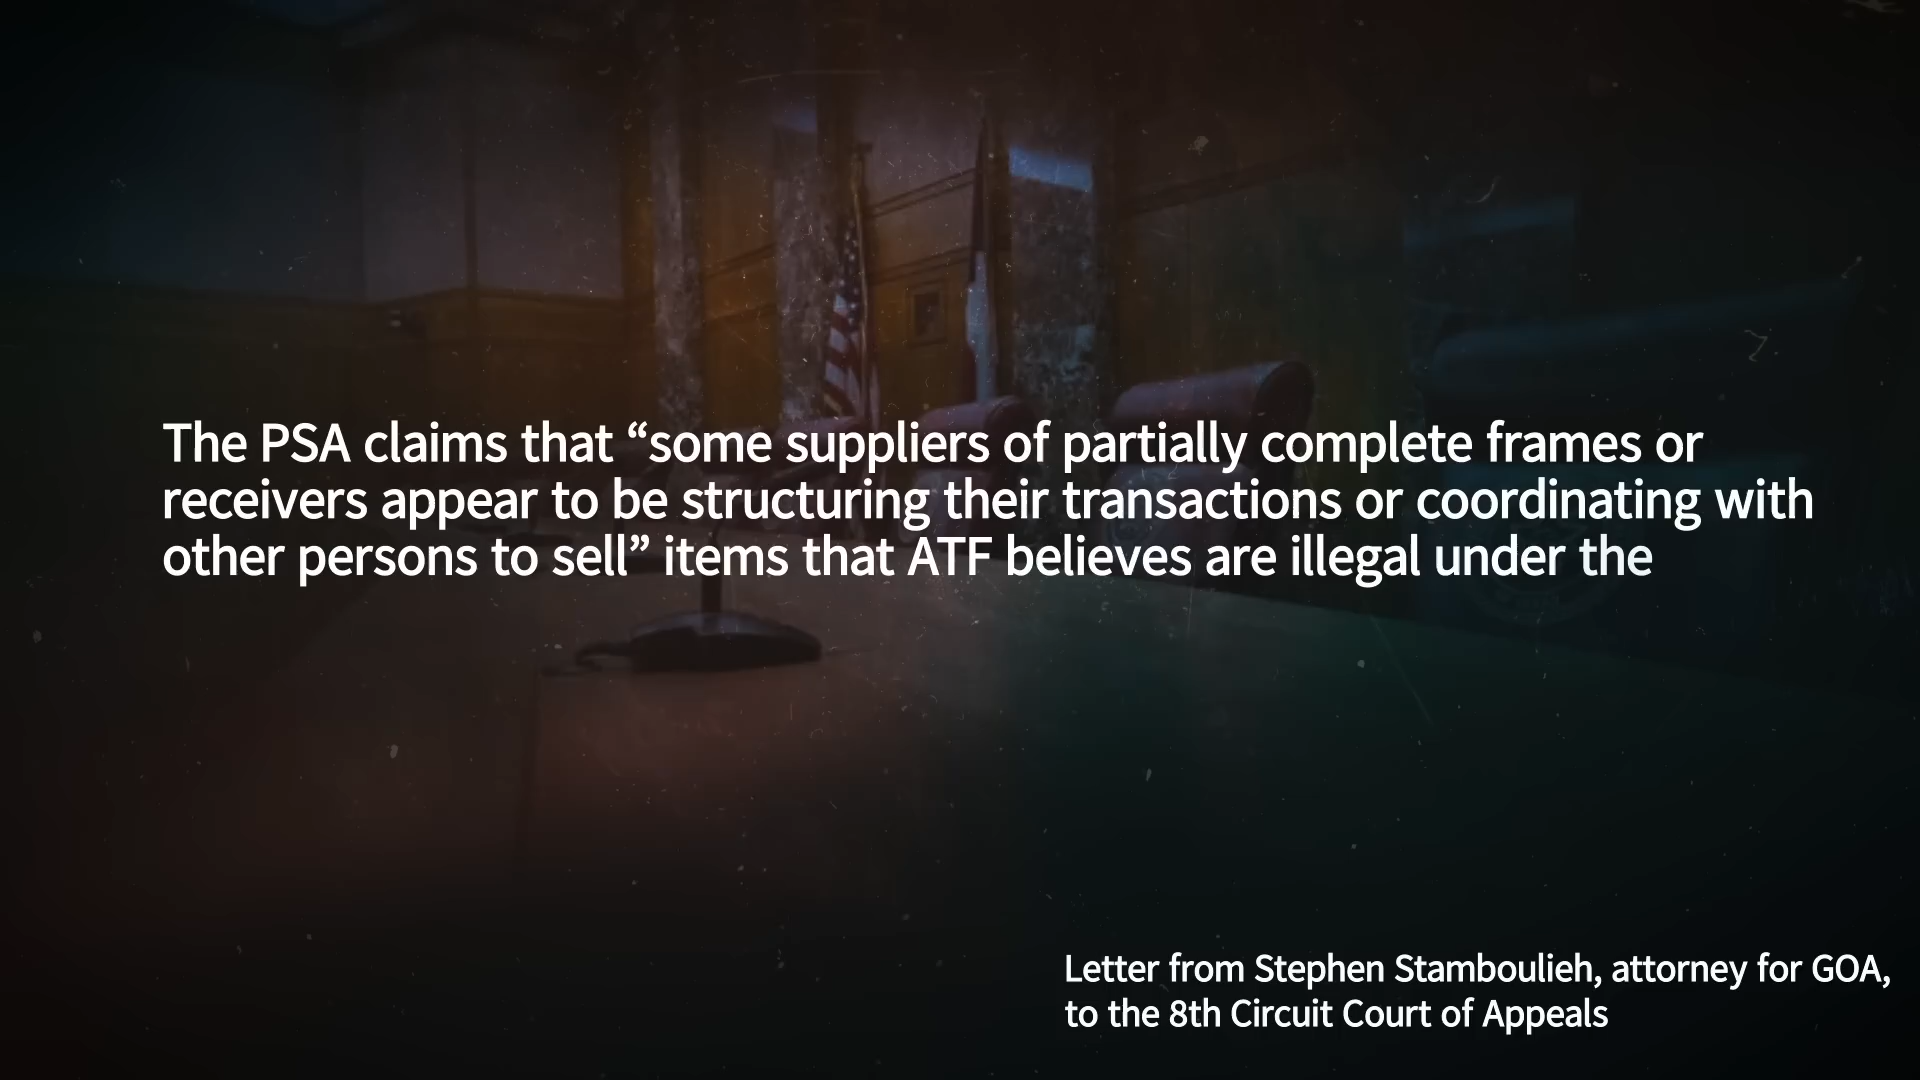 The PSA claims that “some suppliers of partially complete frames or
receivers appear to be structuring their transactions or coordinating with
other persons to sell” items that ATF believes are illegal under the
Letter from Stephen Stamboulieh, attorney for GOA,
to the 8th Circuit Court of Appeals